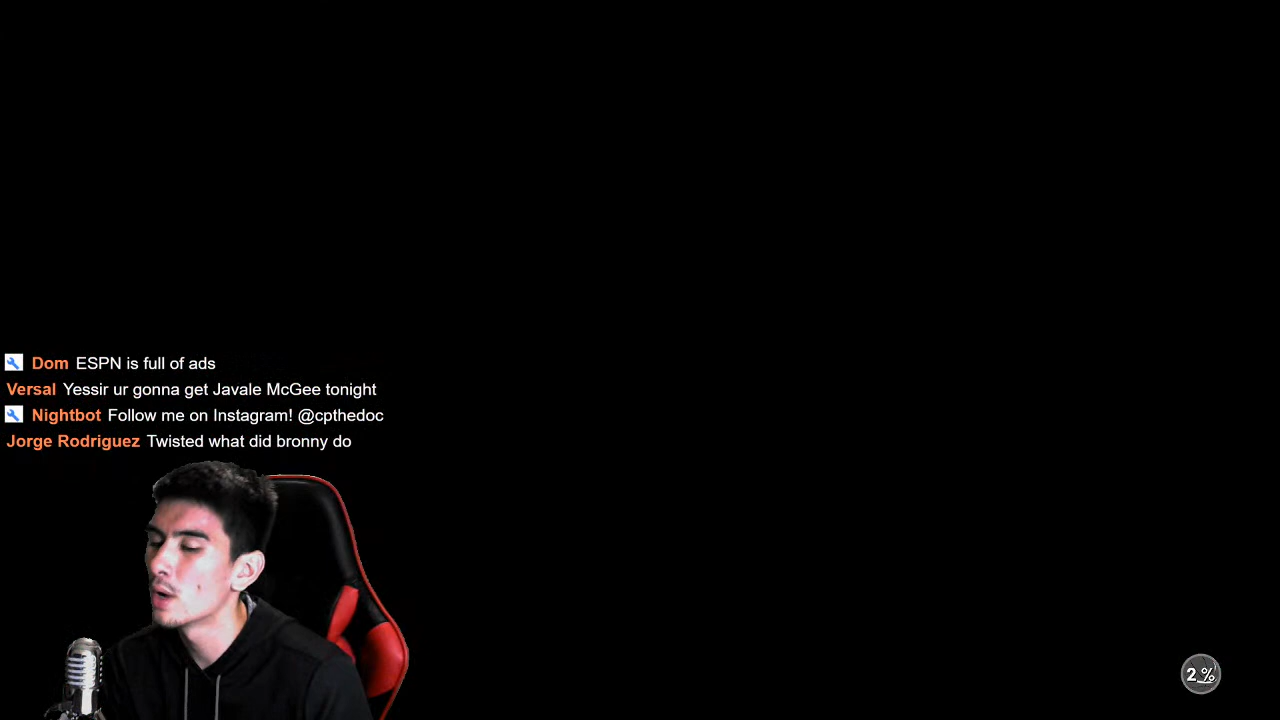 Dom ESPN is full of ads
Versal Yessir ur gonna get Javale McGee tonight
Nightbot Follow me on Instagram! @cpthedoc
Jorge Rodriguez Twisted what did bronny do
2%